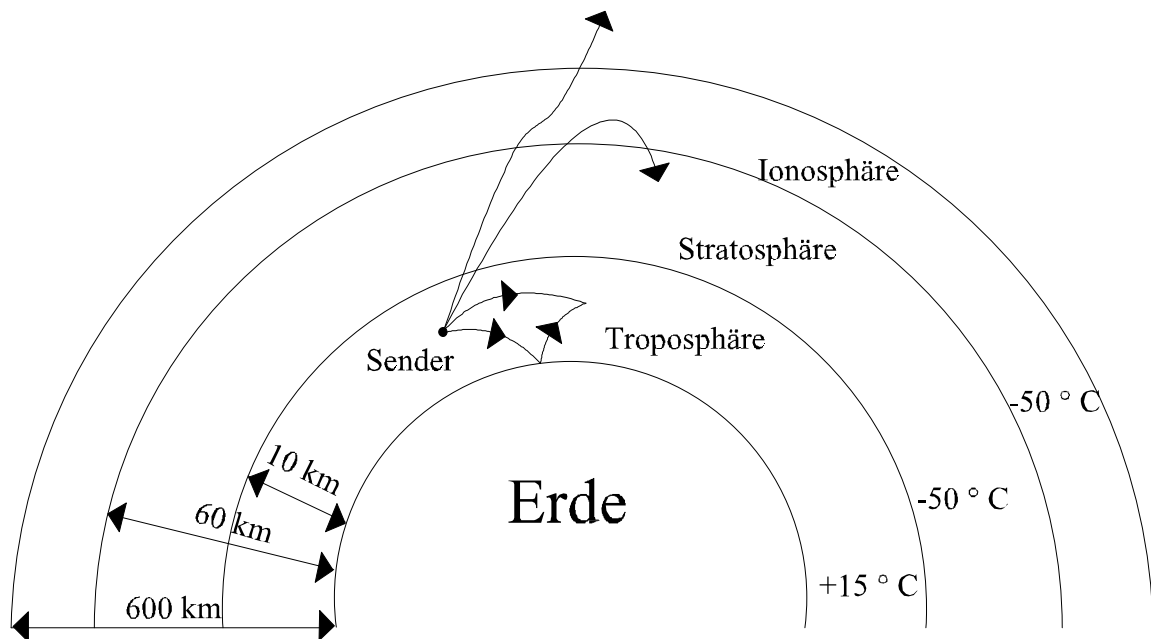 Ionosphäre
Stratosphäre
Troposphäre
Sender
-50 ° C
10 km
Erde
-50 ° C
60 km
+15 ° C
600 km